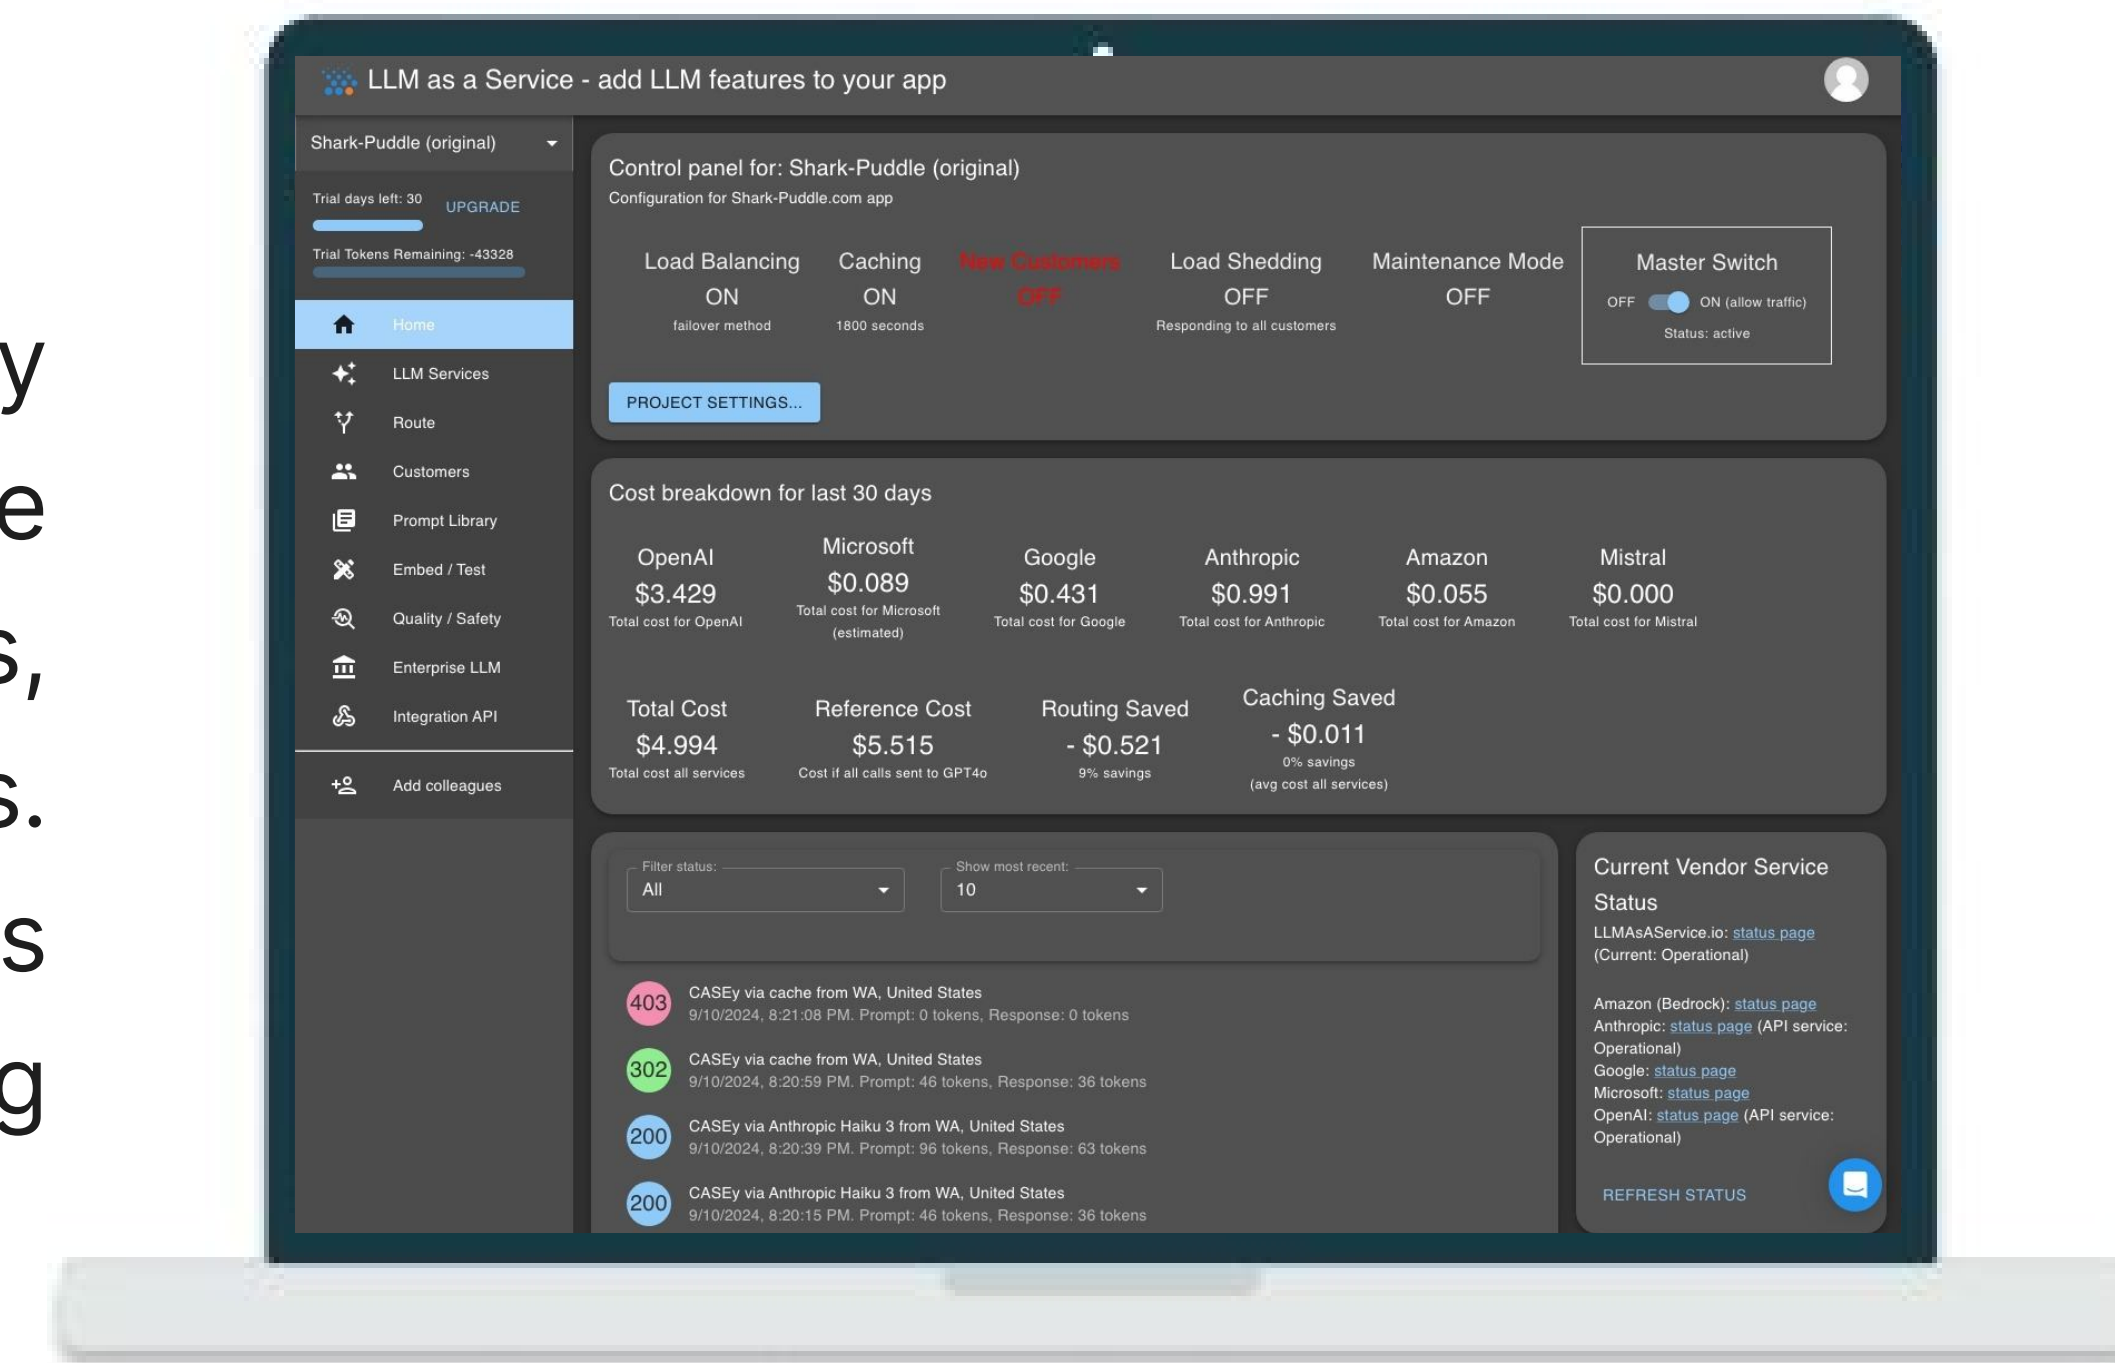 y
e
s,
s.
s
g
LLM as a Service - add LLM features to your app
Shark-Puddle (original)
Trial days left: 30
UPGRADE
Trial Tokens Remaining: -43328
Home
LLM Services
Route
Customers
Prompt Library
Embed / Test
Quality / Safety
Enterprise LLM
Integration API
Add colleagues
Control panel for: Shark-Puddle (original)
Configuration for Shark-Puddle.com app
Load Balancing
ON
failover method
Caching
ON
1800 seconds
New Customers
OFF
Load Shedding
OFF
Responding to all customers
Maintenance Mode
OFF
Master Switch
OFF ON (allow traffic)
Status: active
PROJECT SETTINGS...
Cost breakdown for last 30 days
OpenAI
$3.429
Total cost for OpenAI
Microsoft
$0.089
Total cost for Microsoft
(estimated)
Google
$0.431
Total cost for Google
Anthropic
$0.991
Total cost for Anthropic
Amazon
$0.055
Total cost for Amazon
Mistral
$0.000
Total cost for Mistral
Total Cost
$4.994
Total cost all services
Reference Cost
$5.515
Cost if all calls sent to GPT4o
Routing Saved
- $0.521
9% savings
Caching Saved
- $0.011
0% savings
(avg cost all services)
Filter status:
All
Show most recent:
10
403
CASEy via cache from WA, United States
9/10/2024, 8:21:08 PM. Prompt: 0 tokens, Response: 0 tokens
302
CASEy via cache from WA, United States
9/10/2024, 8:20:59 PM. Prompt: 46 tokens, Response: 36 tokens
200
CASEy via Anthropic Haiku 3 from WA, United States
9/10/2024, 8:20:39 PM. Prompt: 96 tokens, Response: 63 tokens
200
CASEy via Anthropic Haiku 3 from WA, United States
9/10/2024, 8:20:15 PM. Prompt: 46 tokens, Response: 36 tokens
Current Vendor Service
Status
LLMAsAService.io: status page
(Current: Operational)
Amazon (Bedrock): status page
Anthropic: status page (API service:
Operational)
Google: status page
Microsoft: status page
OpenAI: status page (API service:
Operational)
REFRESH STATUS